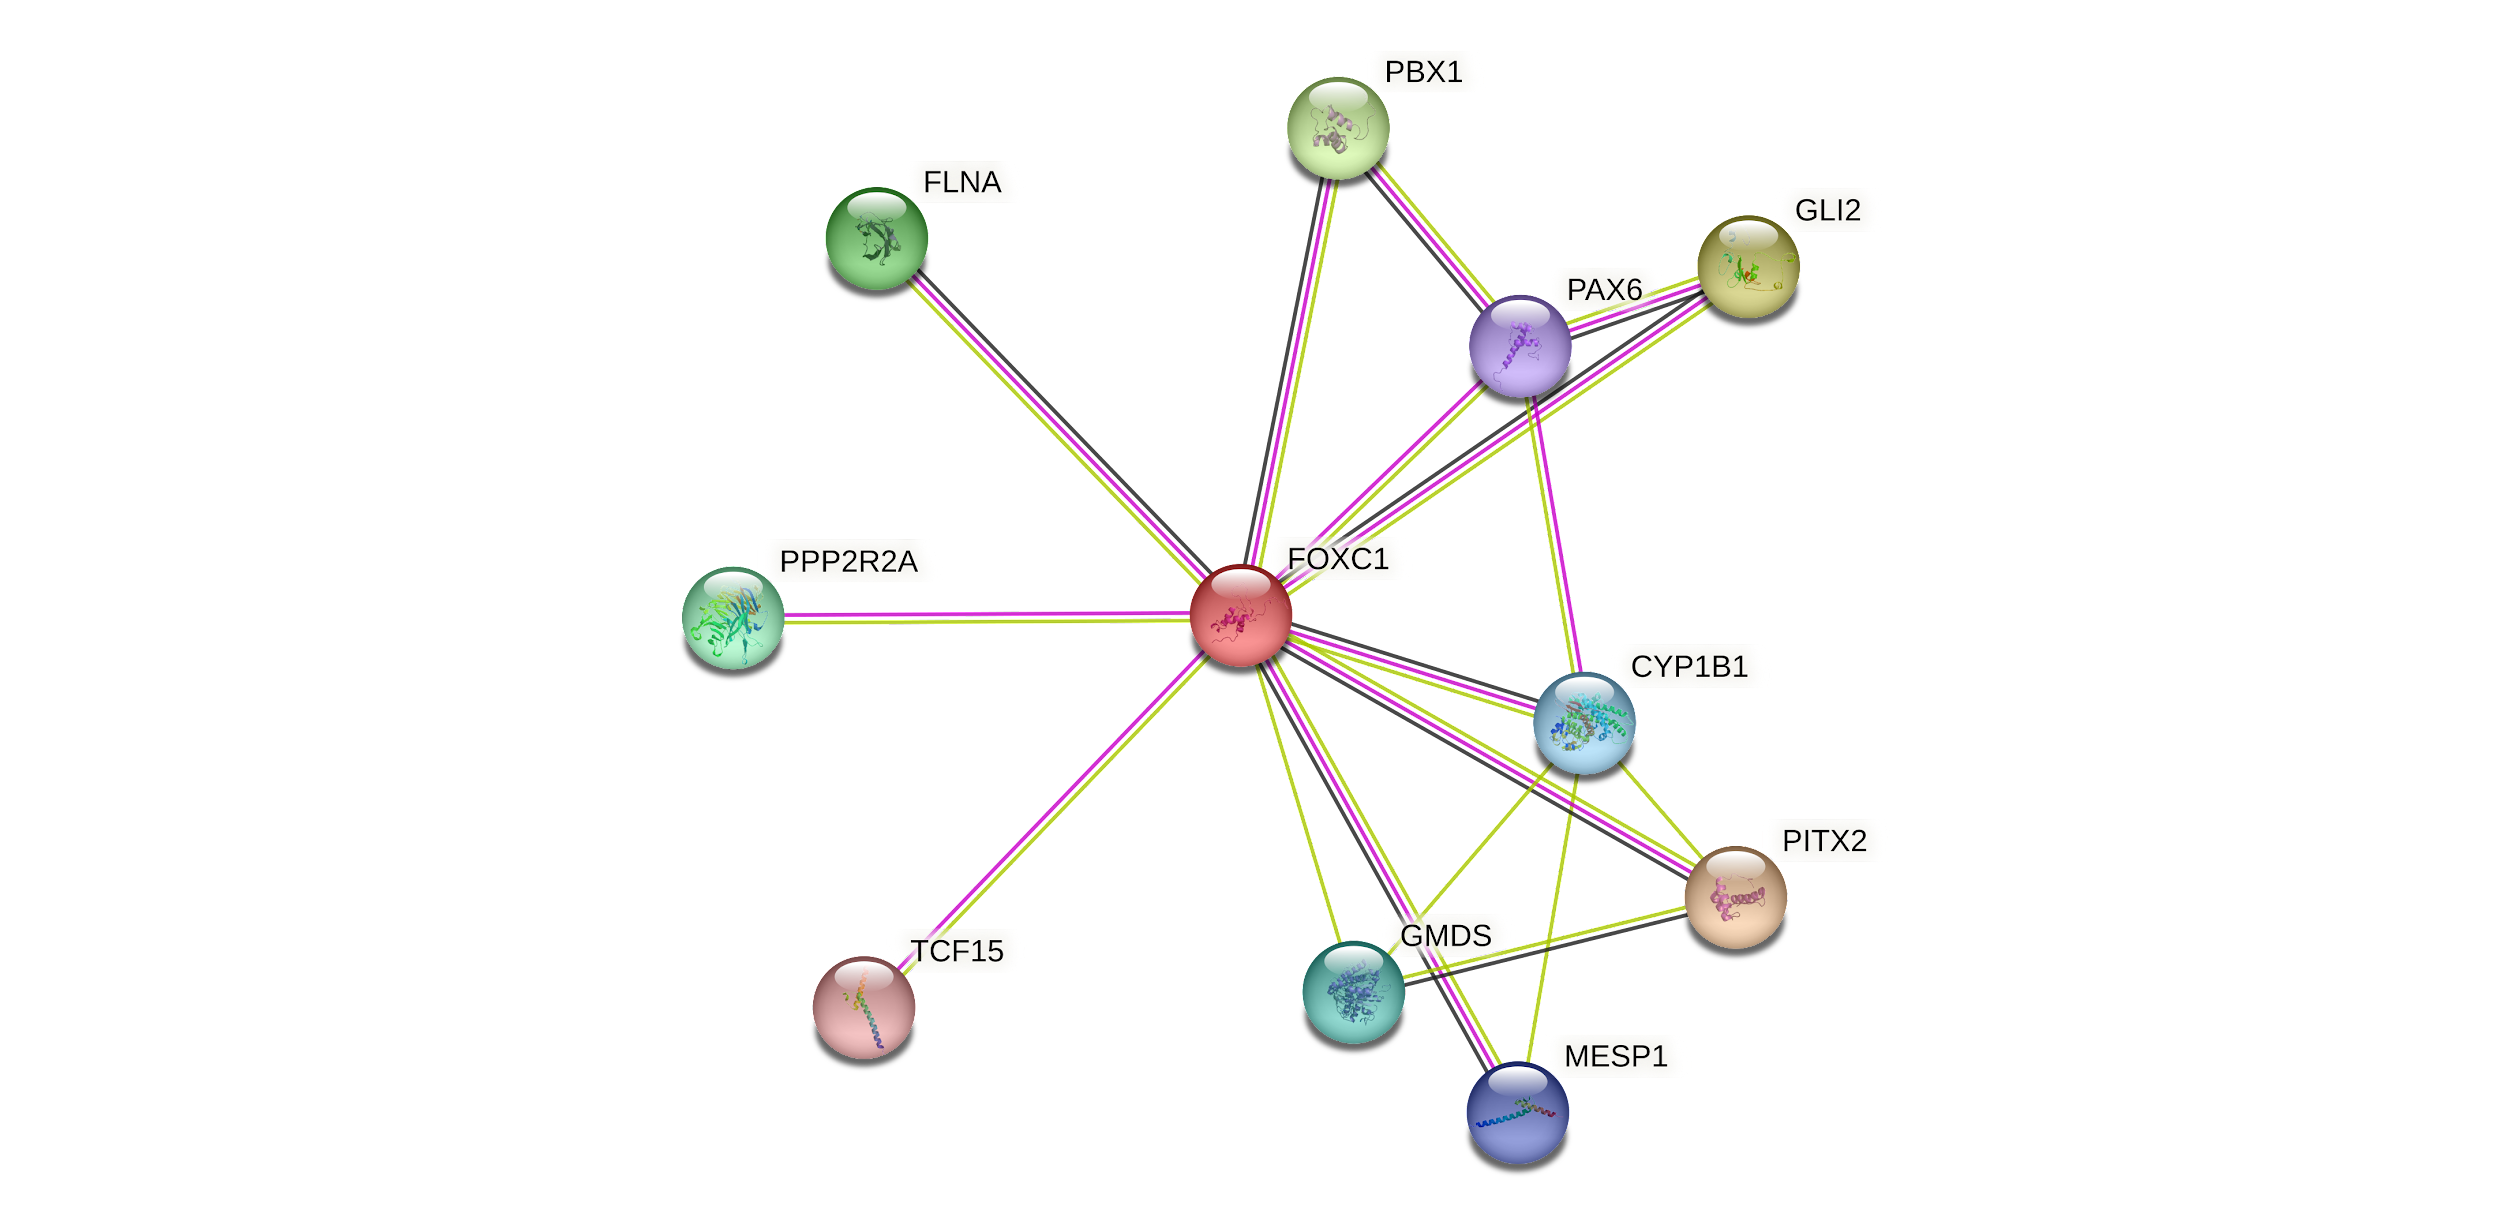 PBX1
FLNA
GLI2
PAX6
PPP2R2A
FOXC1
CYP1B1
PITX2
GMDS
TCF15
MESP1